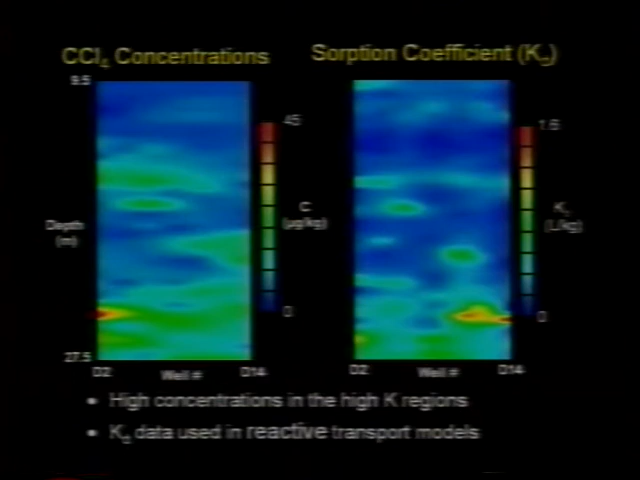 CCl₄ Concentrations
Sorption Coefficient (Kd)
9.5
45
1.6
Depth
(m)
C
(µg/kg)
Kd
(L/kg)
0
0
27.5
D2
Well #
D14
D2
Well #
D14
• High concentrations in the high K regions
• Kd data used in reactive transport models